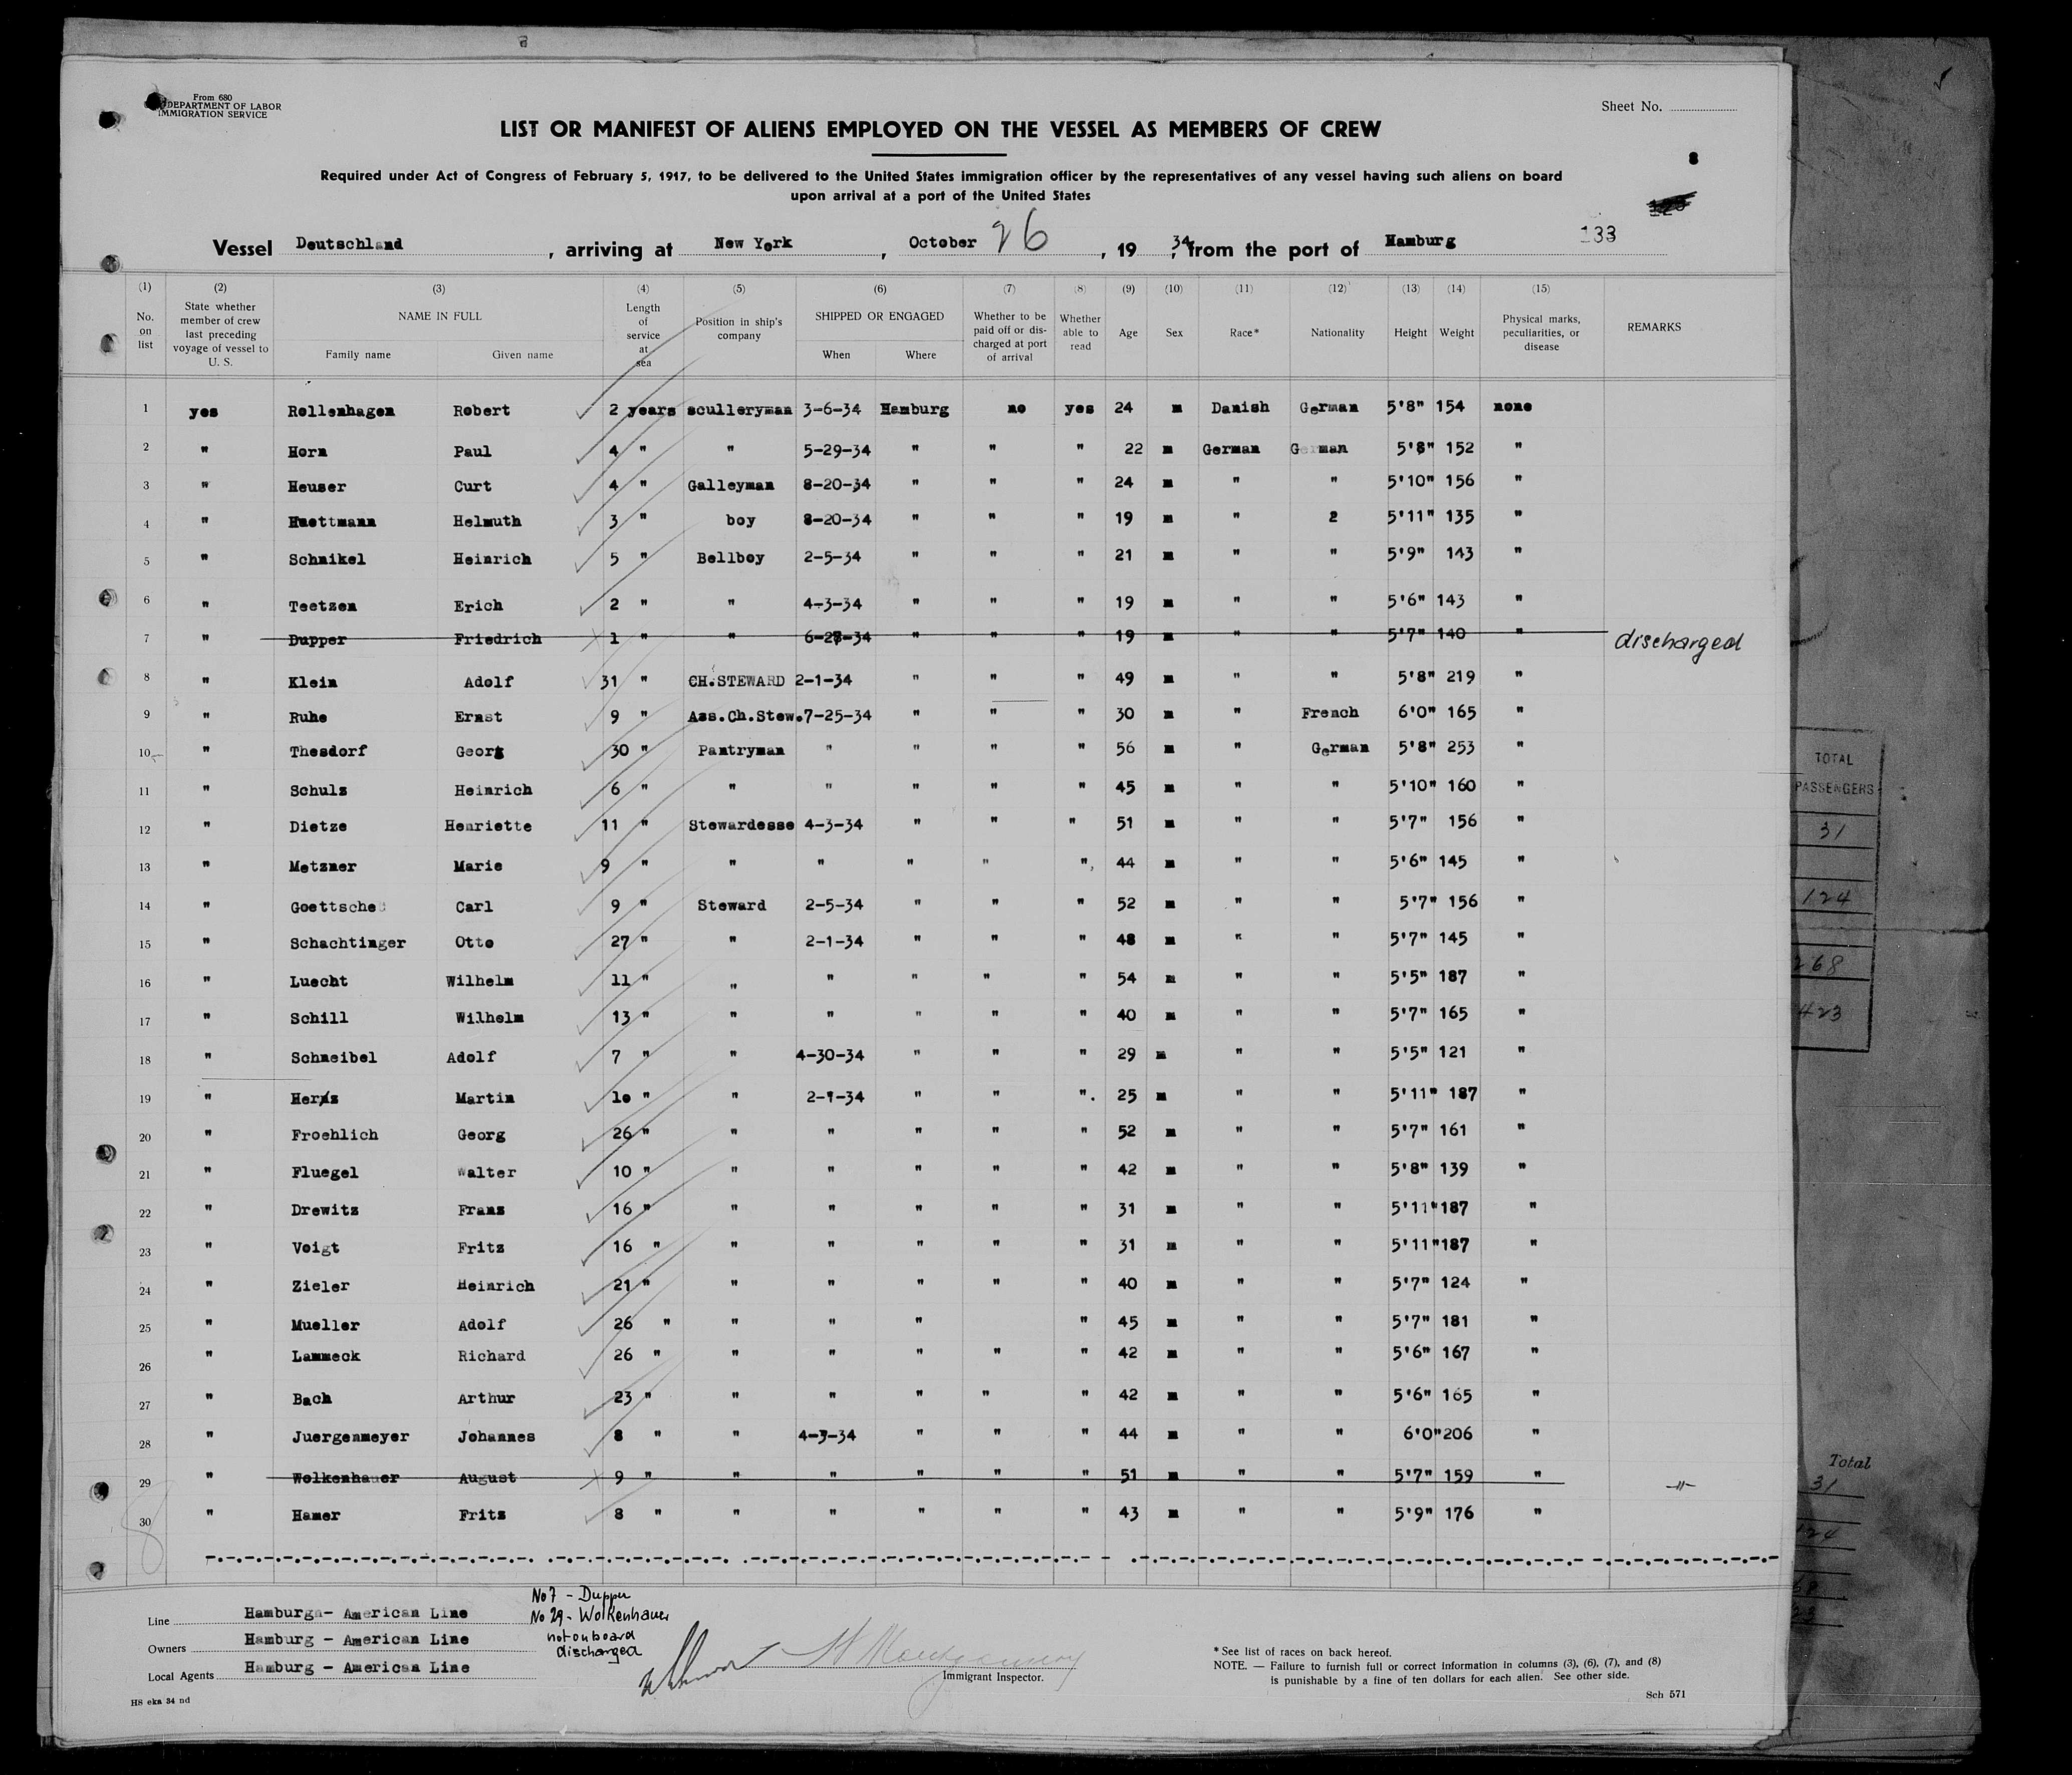 From 680
DEPARTMENT OF LABOR
IMMIGRATION SERVICE
Sheet No.
LIST OR MANIFEST OF ALIENS EMPLOYED ON THE VESSEL AS MEMBERS OF CREW
8
Required under Act of Congress of February 5, 1917, to be delivered to the United States immigration officer by the representatives of any vessel having such aliens on board
upon arrival at a port of the United States
133
Vessel Deutschland, arriving at New York, October 26, 1934, from the port of Hamburg
(1) (2) (3) (4) (5) (6) (7) (8) (9) (10) (11) (12) (13) (14) (15)
No. on list State whether member of crew last preceding voyage of vessel to U. S. NAME IN FULL Family name Given name Length of service at sea Position in ship's company SHIPPED OR ENGAGED When Where Whether to be paid off or discharged at port of arrival Whether able to read Age Sex Race* Nationality Height Weight Physical marks, peculiarities, or disease REMARKS
1 yes Rollenhagen Robert 2 years sculleryman 3-6-34 Hamburg no yes 24 m Danish German 5'8" 154 none
2 " Horn Paul 4 " " 5-29-34 " " " 22 m German German 5'8" 152 "
3 " Heuser Curt 4 " Galleyman 8-20-34 " " " 24 m " " 5'10" 156 "
4 " Huettmann Helmuth 3 " boy 8-20-34 " " " 19 m " 2 5'11" 135 "
5 " Schnikel Heinrich 5 " Bellboy 2-5-34 " " " 21 m " " 5'9" 143 "
6 " Teetzen Erich 2 " " 4-3-34 " " " 19 m " " 5'6" 143 "
7 " Dupper Friedrich 1 " " 6-27-34 " " " 19 m " " 5'7" 140 " discharged
8 " Klein Adolf 31 " CH.STEWARD 2-1-34 " " " 49 m " " 5'8" 219 "
9 " Ruhe Ernst 9 " Ass.Ch.Stew. 7-25-34 " " " 30 m " French 6'0" 165 "
10 " Thesdorf Georg 30 " Pantryman " " " " 56 m " German 5'8" 253 "
11 " Schulz Heinrich 6 " " " " " " 45 m " " 5'10" 160 "
12 " Dietze Henriette 11 " Stewardesse 4-3-34 " " " 51 m " " 5'7" 156 "
13 " Metzner Marie 9 " " " " " " 44 m " " 5'6" 145 "
14 " Goettsche Carl 9 " Steward 2-5-34 " " " 52 m " " 5'7" 156 "
15 " Schachtinger Otto 27 " " 2-1-34 " " " 48 m " " 5'7" 145 "
16 " Luecht Wilhelm 11 " " " " " " 54 m " " 5'5" 187 "
17 " Schill Wilhelm 13 " " " " " " 40 m " " 5'7" 165 "
18 " Schneibel Adolf 7 " " 4-30-34 " " " 29 m " " 5'5" 121 "
19 " Martin 10 " " 2-1-34 " " ". 25 m " " 5'11" 187 "
20 " Froehlich Georg 26 " " " " " " 52 m " " 5'7" 161 "
21 " Fluegel Walter 10 " " " " " " 42 m " " 5'8" 139 "
22 " Drewitz Franz 16 " " " " " " 31 m " " 5'11" 187 "
23 " Voigt Fritz 16 " " " " " " 31 m " " 5'11" 187 "
24 " Zieler Heinrich 21 " " " " " " 40 m " " 5'7" 124 "
25 " Mueller Adolf 26 " " " " " 45 m " " 5'7" 181 "
26 " Lammeck Richard 26 " " " " " " 42 m " " 5'6" 167 "
27 " Bach Arthur 23 " " " " " " 42 m " " 5'6" 165 "
28 " Juergenmeyer Johannes 8 " " 4-3-34 " " " 44 m " " 6'0" 206 "
29 " Wolkenhauer August 9 " " " " " " 51 m " " 5'7" 159 " -"-
30 " Hamer Fritz 8 " " " " " " 43 m " " 5'9" 176 "
No 7 - Dupper
No 29 - Wolkenhauer
not on board
discharged
Line Hamburg - American Line
Owners Hamburg - American Line
Local Agents Hamburg - American Line
H8 eka 34 nd
H Montgomery
Immigrant Inspector.
* See list of races on back hereof.
NOTE. — Failure to furnish full or correct information in columns (3), (6), (7), and (8)
is punishable by a fine of ten dollars for each alien. See other side.
Sch 571
TOTAL
PASSENGERS
31
124
268
423
Total
31